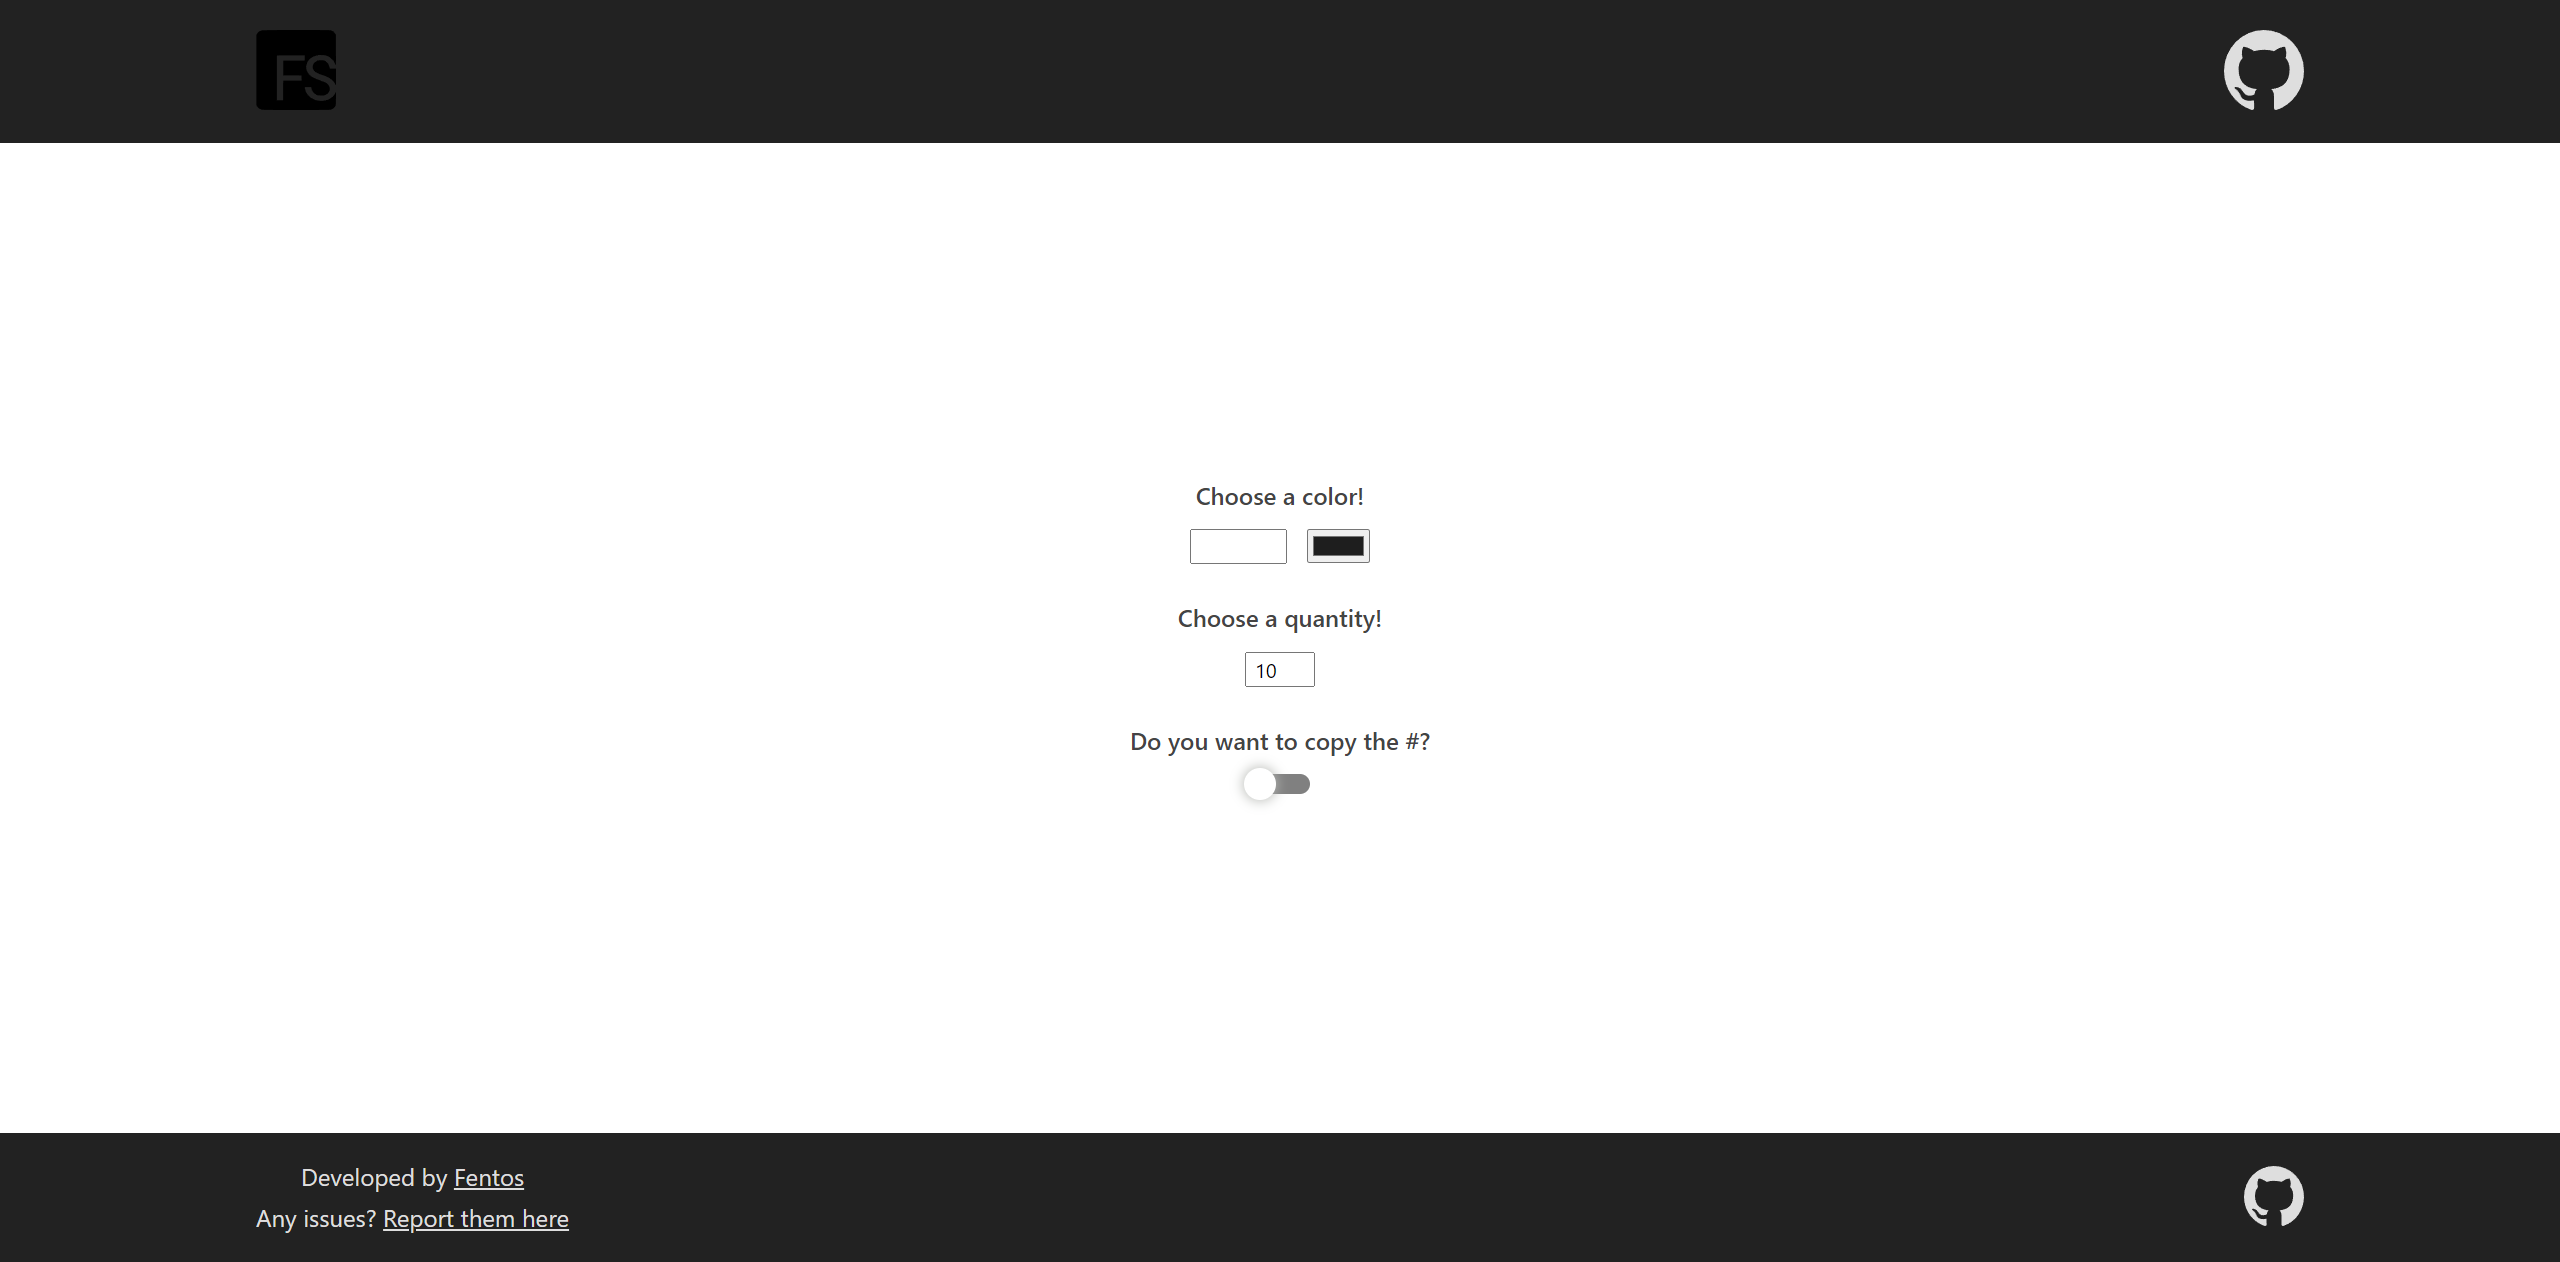 FS
Choose a color!
Choose a quantity!
10
Do you want to copy the #?
Developed by Fentos
Any issues? Report them here